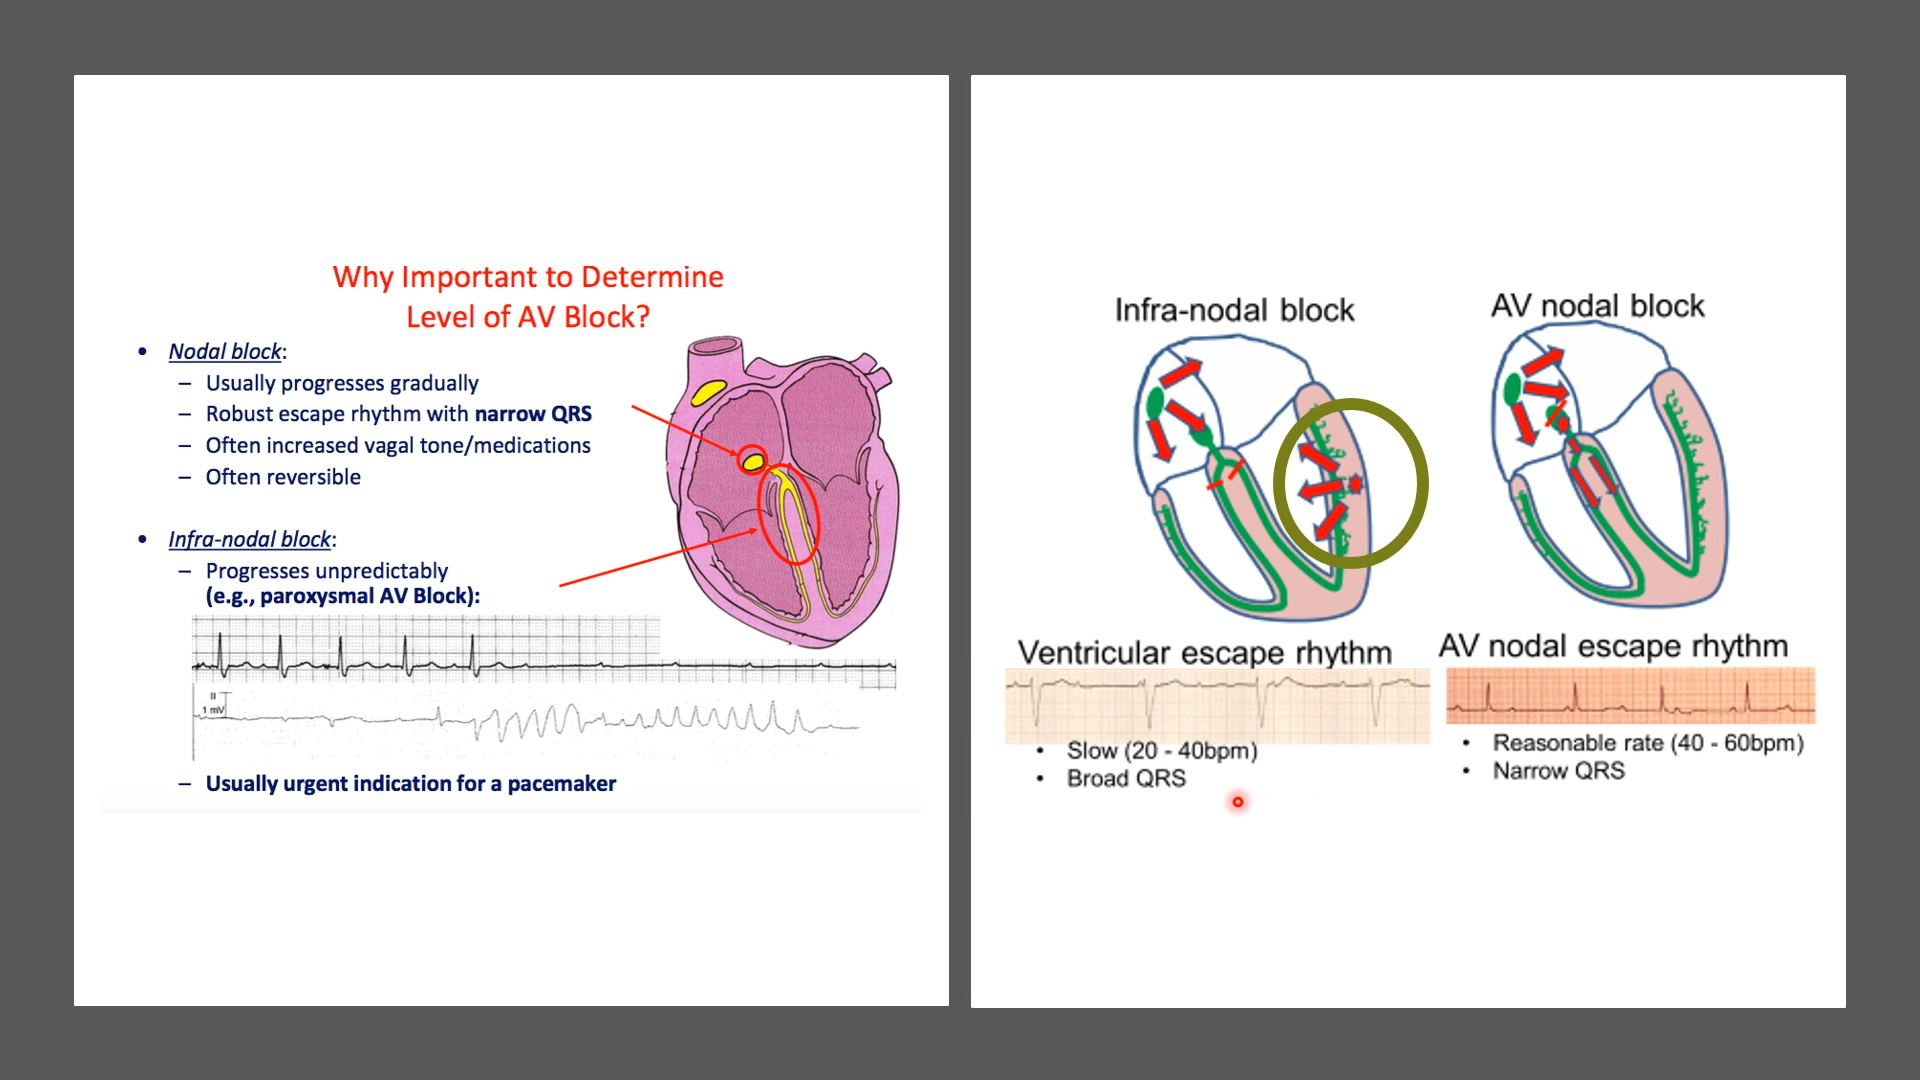 Why Important to Determine
Level of AV Block?
• Nodal block:
– Usually progresses gradually
– Robust escape rhythm with narrow QRS
– Often increased vagal tone/medications
– Often reversible
• Infra-nodal block:
– Progresses unpredictably
(e.g., paroxysmal AV Block):
II
1 mV
– Usually urgent indication for a pacemaker
Infra-nodal block
Ventricular escape rhythm
• Slow (20 - 40bpm)
• Broad QRS
AV nodal block
AV nodal escape rhythm
• Reasonable rate (40 - 60bpm)
• Narrow QRS